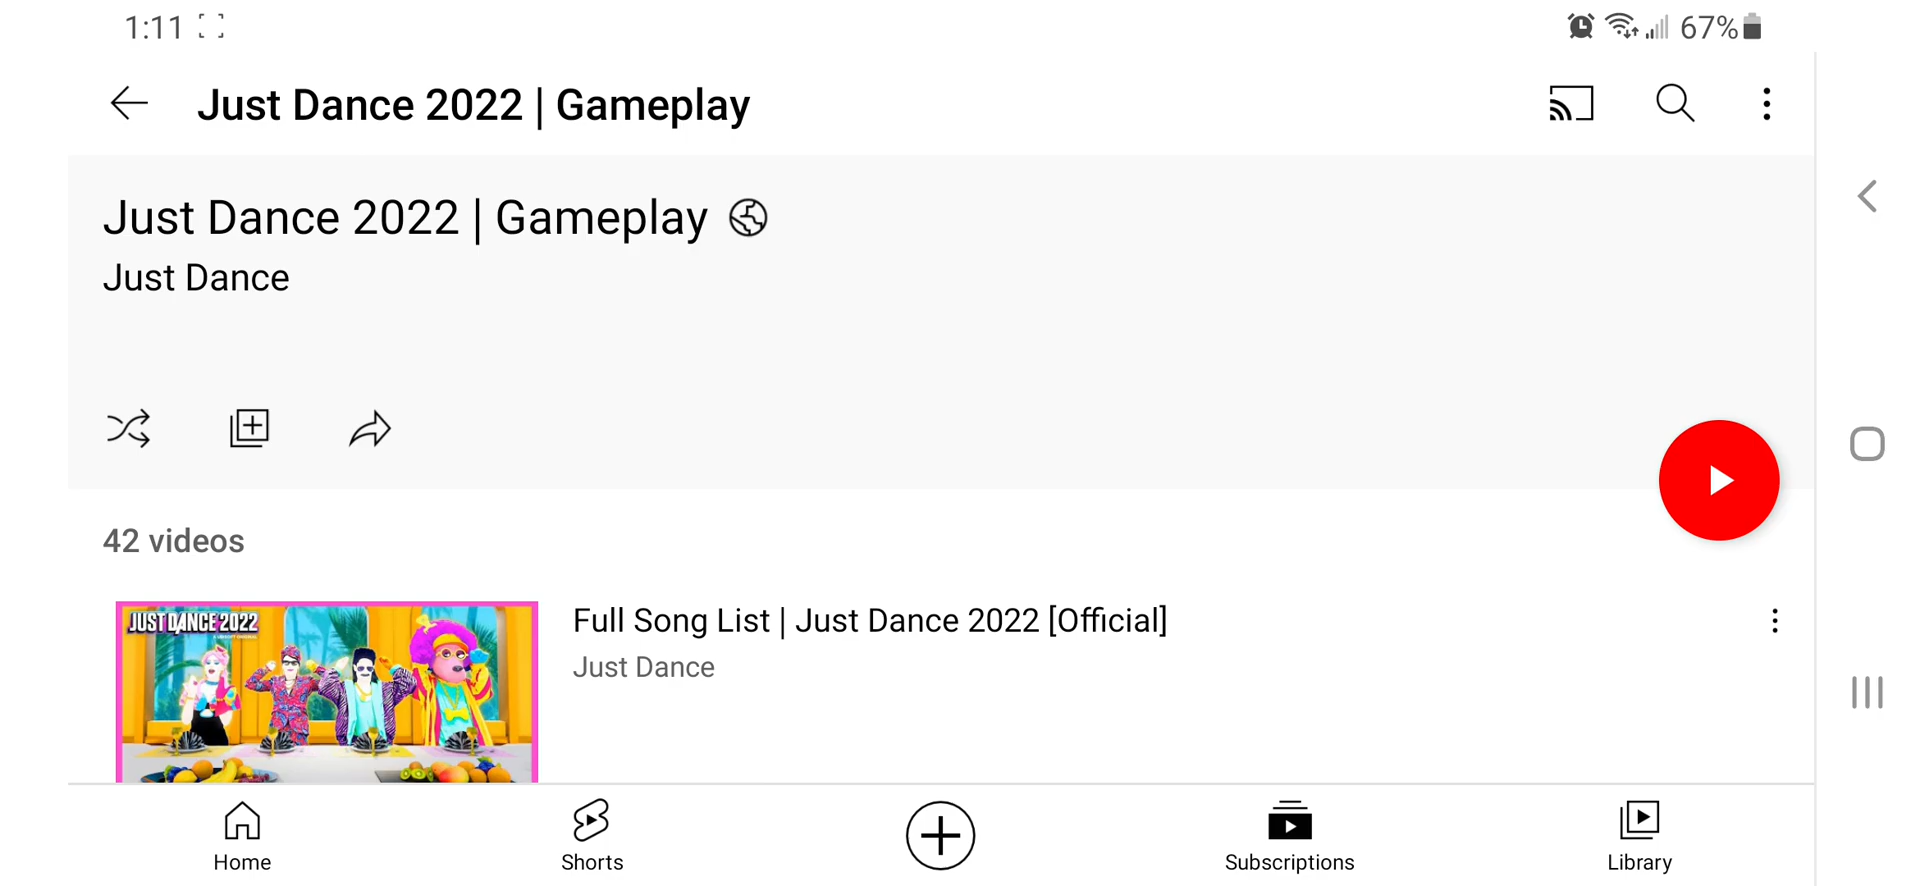 1:11
67%
Just Dance 2022 | Gameplay
Just Dance 2022 | Gameplay
Just Dance
42 videos
JUST DANCE 2022
Full Song List | Just Dance 2022 [Official]
Just Dance
Home
Shorts
Subscriptions
Library